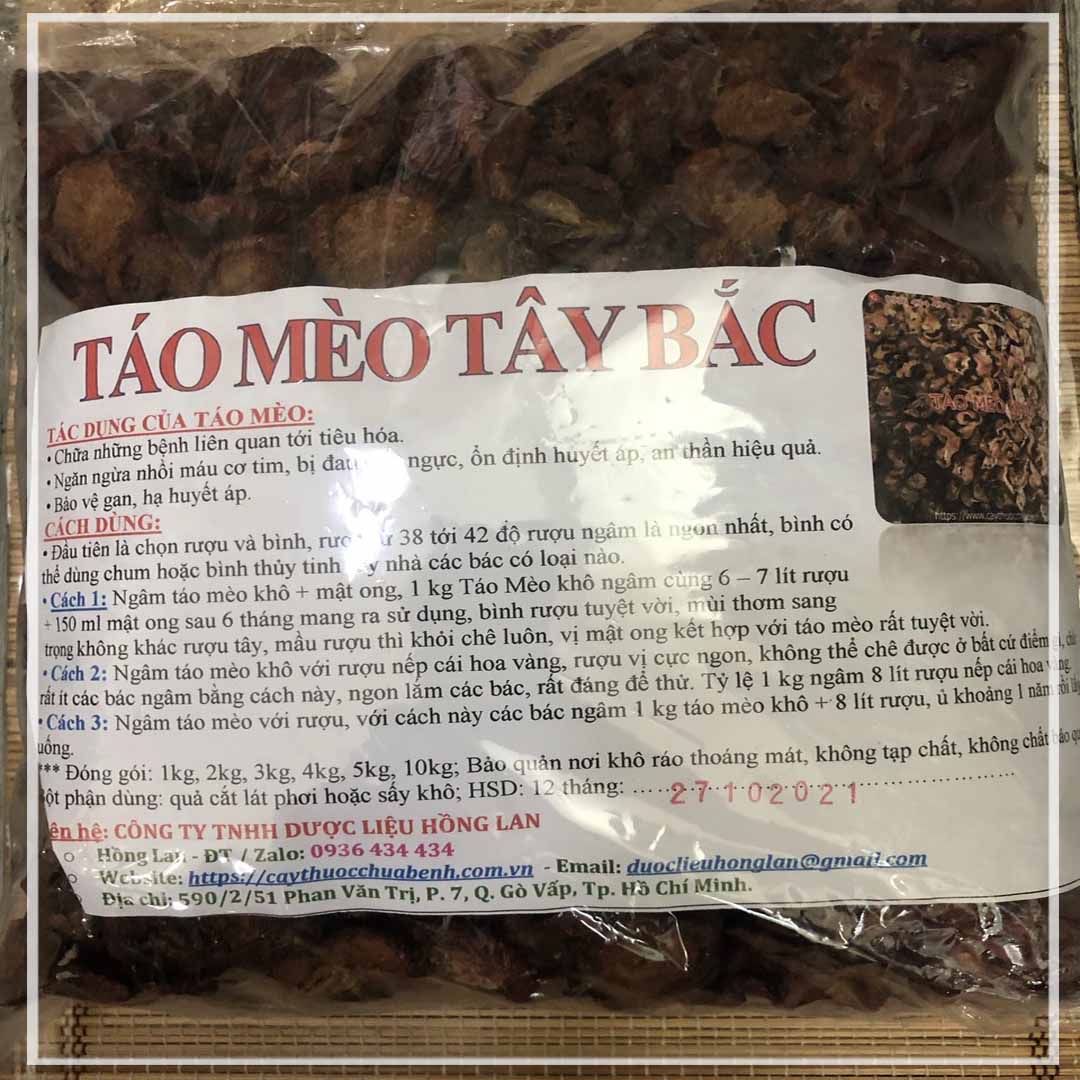 TÁO MÈO TÂY BẮC
TÁO MÈO
https://www.caythuocc
TÁC DỤNG CỦA TÁO MÈO:
• Chữa những bệnh liên quan tới tiêu hóa.
• Ngăn ngừa nhồi máu cơ tim, bị đau ngực, ổn định huyết áp, an thần hiệu quả.
• Bảo vệ gan, hạ huyết áp.
CÁCH DÙNG:
• Đầu tiên là chọn rượu và bình, 38 tới 42 độ rượu ngâm là ngon nhất, bình có
thể dùng chum hoặc bình thủy tinh nhà các bác có loại nào.
• Cách 1: Ngâm táo mèo khô + mật ong, 1 kg Táo Mèo khô ngâm cùng 6 – 7 lít rượu
+ 150 ml mật ong sau 6 tháng mang ra sử dụng, bình rượu tuyệt vời, mùi thơm sang
trọng không khác rượu tây, mầu rượu thì khỏi chê luôn, vị mật ong kết hợp với táo mèo rất tuyệt vời.
• Cách 2: Ngâm táo mèo khô với rượu nếp cái hoa vàng, rượu vị cực ngon, không thể chê được ở bất cứ điểm
rất ít các bác ngâm bằng cách này, ngon lắm các bác, rất đáng để thử. Tỷ lệ 1 kg ngâm 8 lít rượu nếp cái hoa
• Cách 3: Ngâm táo mèo với rượu, với cách này các bác ngâm 1 kg táo mèo khô + 8 lít rượu, ủ khoảng 1 năm rồi
uống.
*** Đóng gói: 1kg, 2kg, 3kg, 4kg, 5kg, 10kg; Bảo quản nơi khô ráo thoáng mát, không tạp chất, không chất bảo
phận dùng: quả cắt lát phơi hoặc sấy khô; HSD: 12 tháng: 27102021
hệ: CÔNG TY TNHH DƯỢC LIỆU HỒNG LAN
Hồng Lan - ĐT / Zalo: 0936 434 434
Website: https://caythuocchuabenh.com.vn - Email: duoclieuhonglan@gmail.com
Địa chỉ: 590/2/51 Phan Văn Trị, P. 7, Q. Gò Vấp, Tp. Hồ Chí Minh.